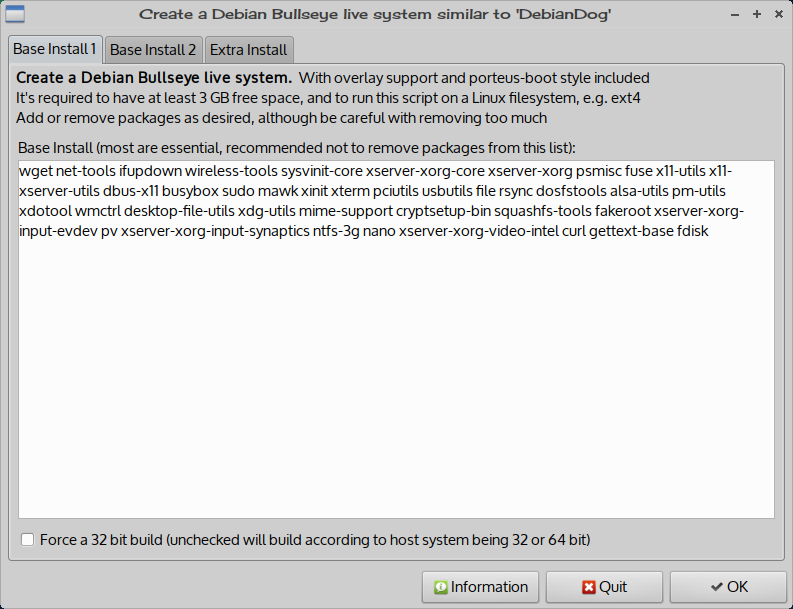 Create a Debian Bullseye live system similar to 'DebianDog'
Base Install 1 Base Install 2 Extra Install
Create a Debian Bullseye live system. With overlay support and porteus-boot style included
It's required to have at least 3 GB free space, and to run this script on a Linux filesystem, e.g. ext4
Add or remove packages as desired, although be careful with removing too much
Base Install (most are essential, recommended not to remove packages from this list):
wget net-tools ifupdown wireless-tools sysvinit-core xserver-xorg-core xserver-xorg psmisc fuse x11-utils x11-
xserver-utils dbus-x11 busybox sudo mawk xinit xterm pciutils usbutils file rsync dosfstools alsa-utils pm-utils
xdotool wmctrl desktop-file-utils xdg-utils mime-support cryptsetup-bin squashfs-tools fakeroot xserver-xorg-
input-evdev pv xserver-xorg-input-synaptics ntfs-3g nano xserver-xorg-video-intel curl gettext-base fdisk
Force a 32 bit build (unchecked will build according to host system being 32 or 64 bit)
Information Quit OK